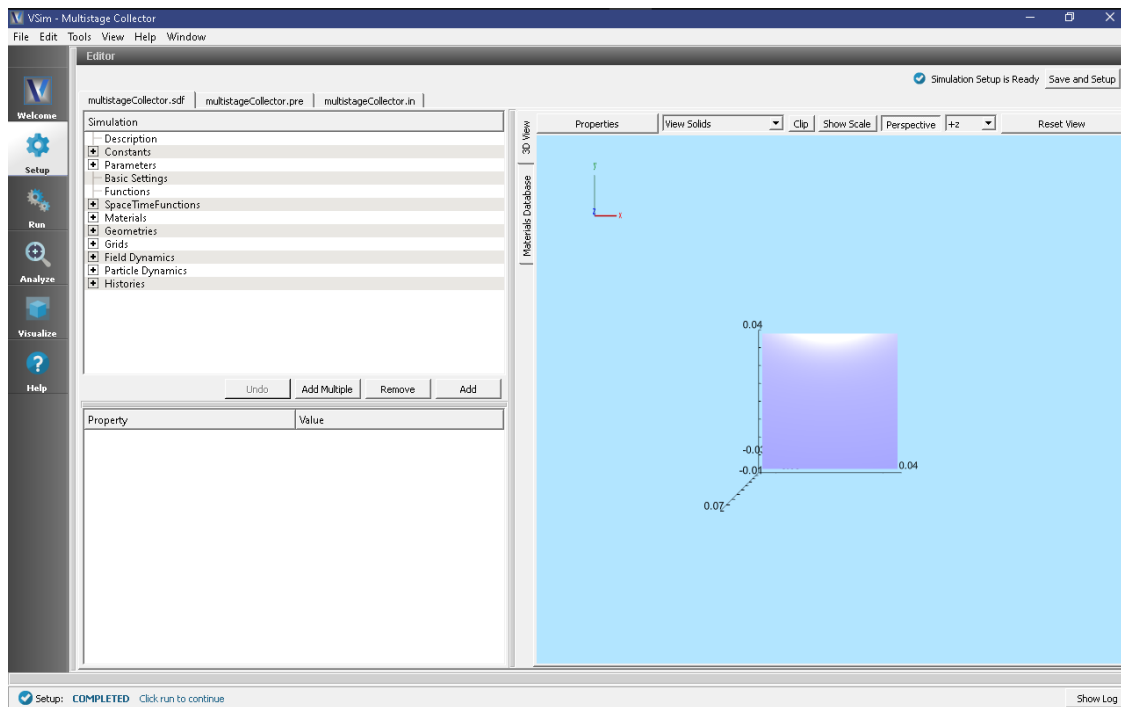 VSim - Multistage Collector
File Edit Tools View Help Window
Editor
Simulation Setup is Ready Save and Setup
multistageCollector.sdf multistageCollector.pre multistageCollector.in
Welcome
Setup
Run
Analyze
Visualize
Help
Simulation
Description
Constants
Parameters
Basic Settings
Functions
SpaceTimeFunctions
Materials
Geometries
Grids
Field Dynamics
Particle Dynamics
Histories
Undo Add Multiple Remove Add
Property Value
3D View
Materials Database
Properties View Solids Clip Show Scale Perspective +z Reset View
y
z x
0.04
-0.01
0.04
0.07
Setup: COMPLETED Click run to continue
Show Log